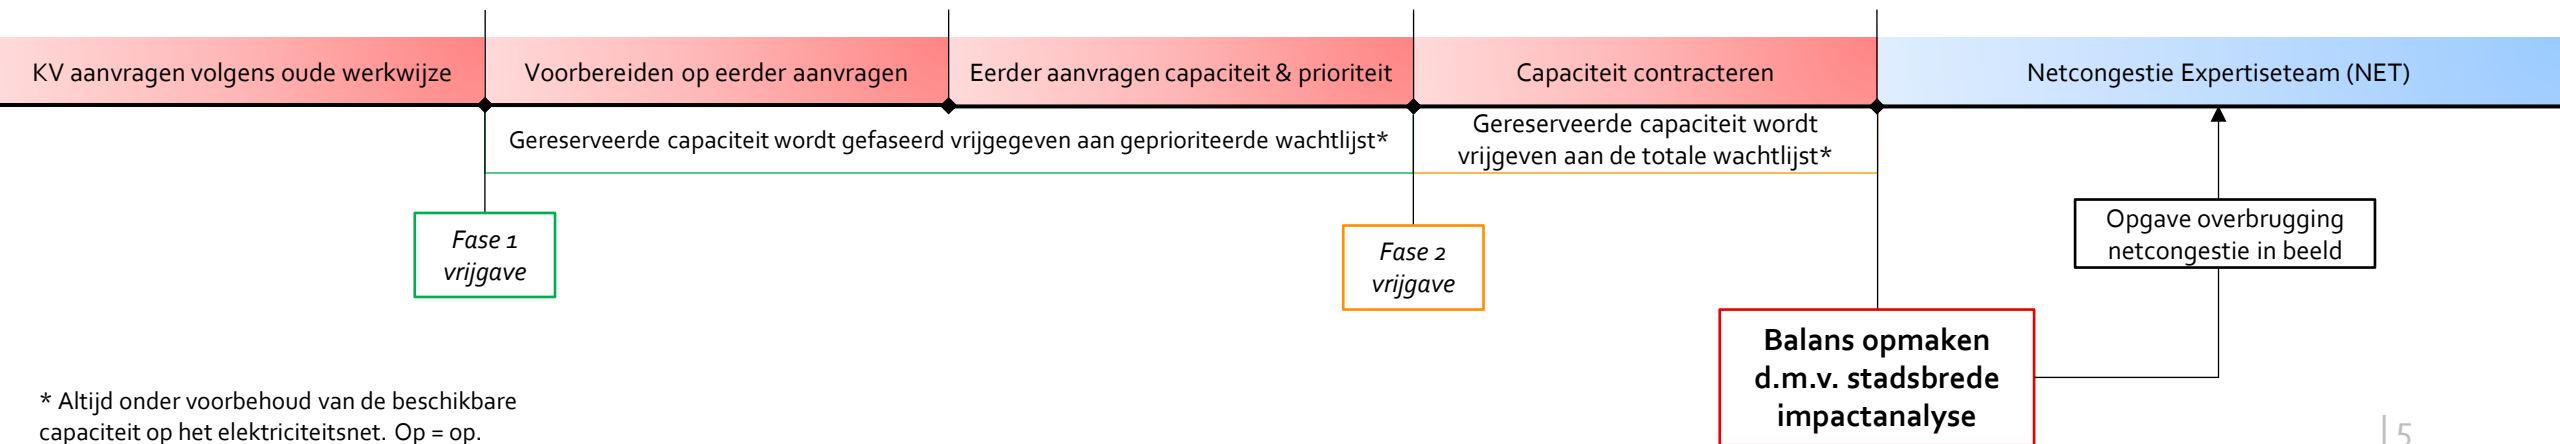 KV aanvragen volgens oude werkwijze
Voorbereiden op eerder aanvragen
Eerder aanvragen capaciteit & prioriteit
Capaciteit contracteren
Netcongestie Expertiseteam (NET)
Gereserveerde capaciteit wordt gefaseerd vrijgegeven aan geprioriteerde wachtlijst*
Gereserveerde capaciteit wordt
vrijgeven aan de totale wachtlijst*
Fase 1
vrijgave
Fase 2
vrijgave
Opgave overbrugging
netcongestie in beeld
Balans opmaken
d.m.v. stadsbrede
impactanalyse
* Altijd onder voorbehoud van de beschikbare
capaciteit op het elektriciteitsnet. Op = op.
5